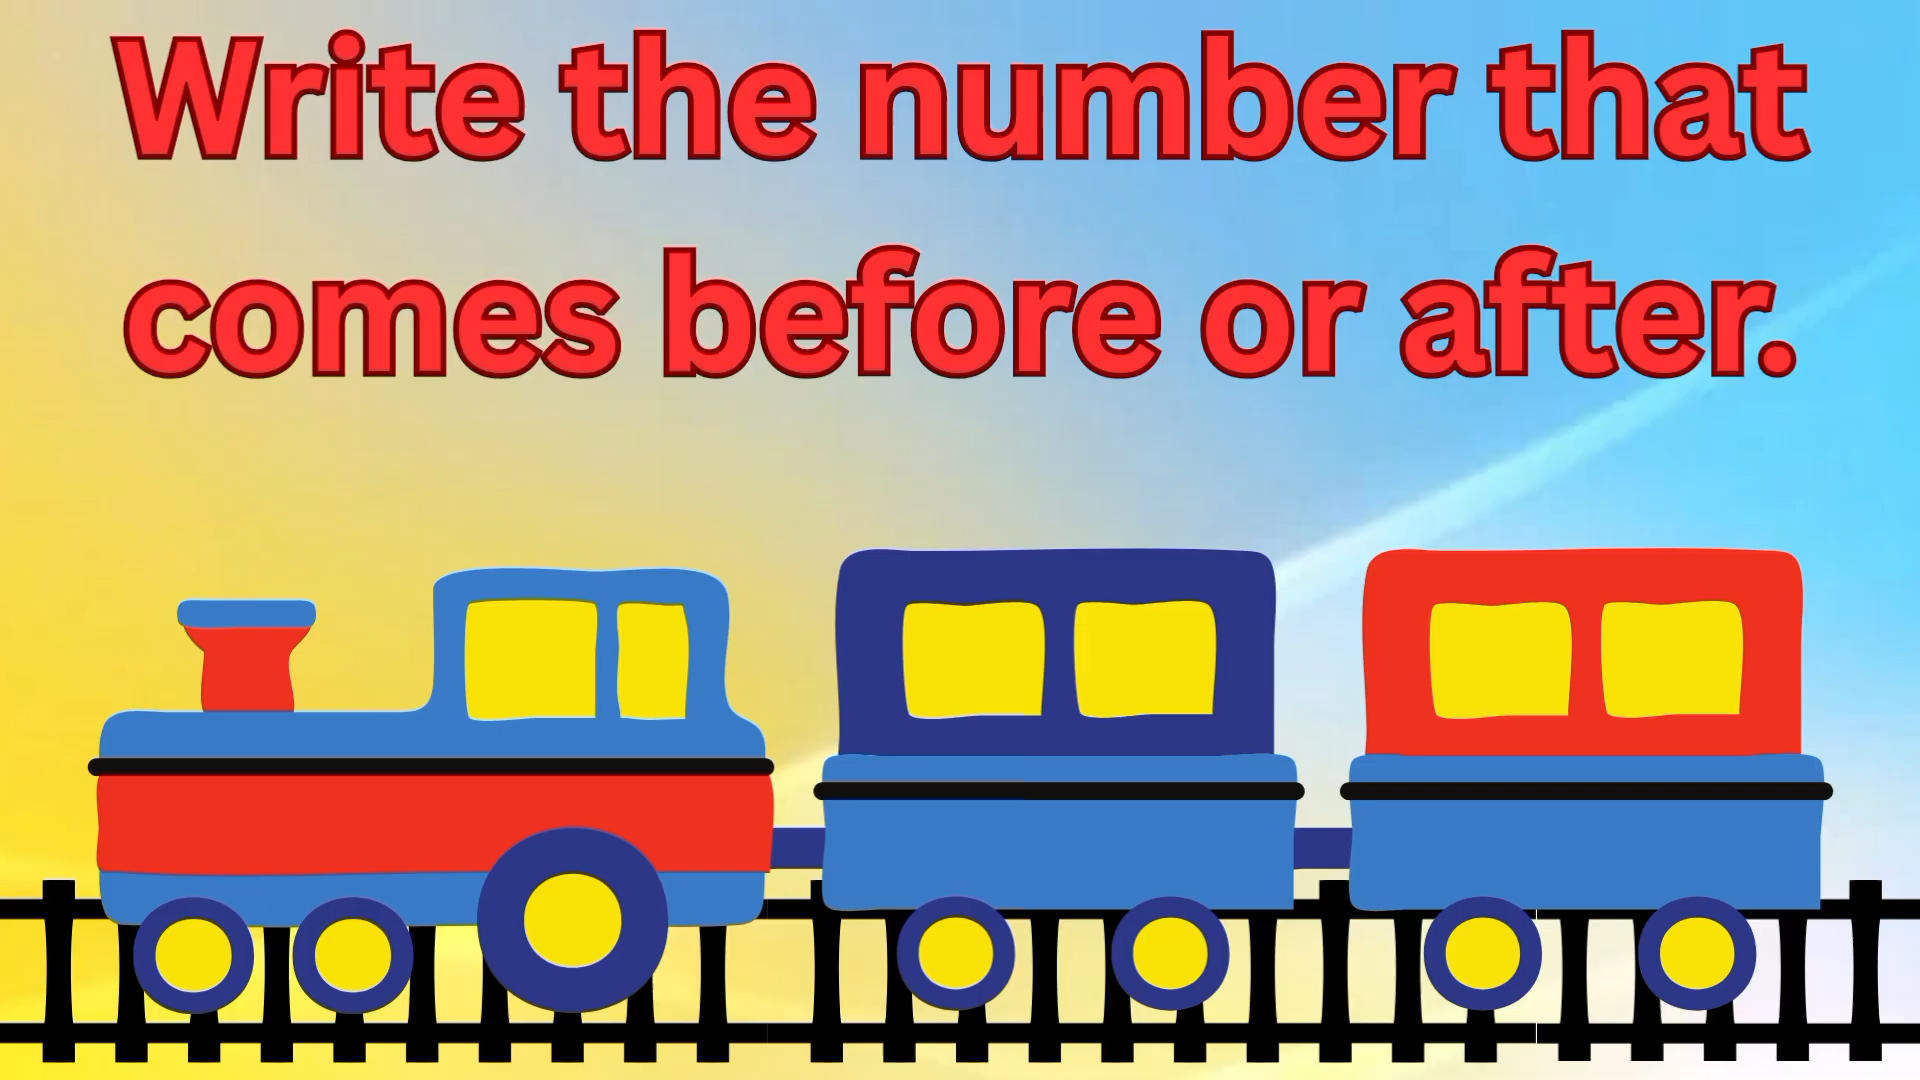 Write the number that
comes before or after.